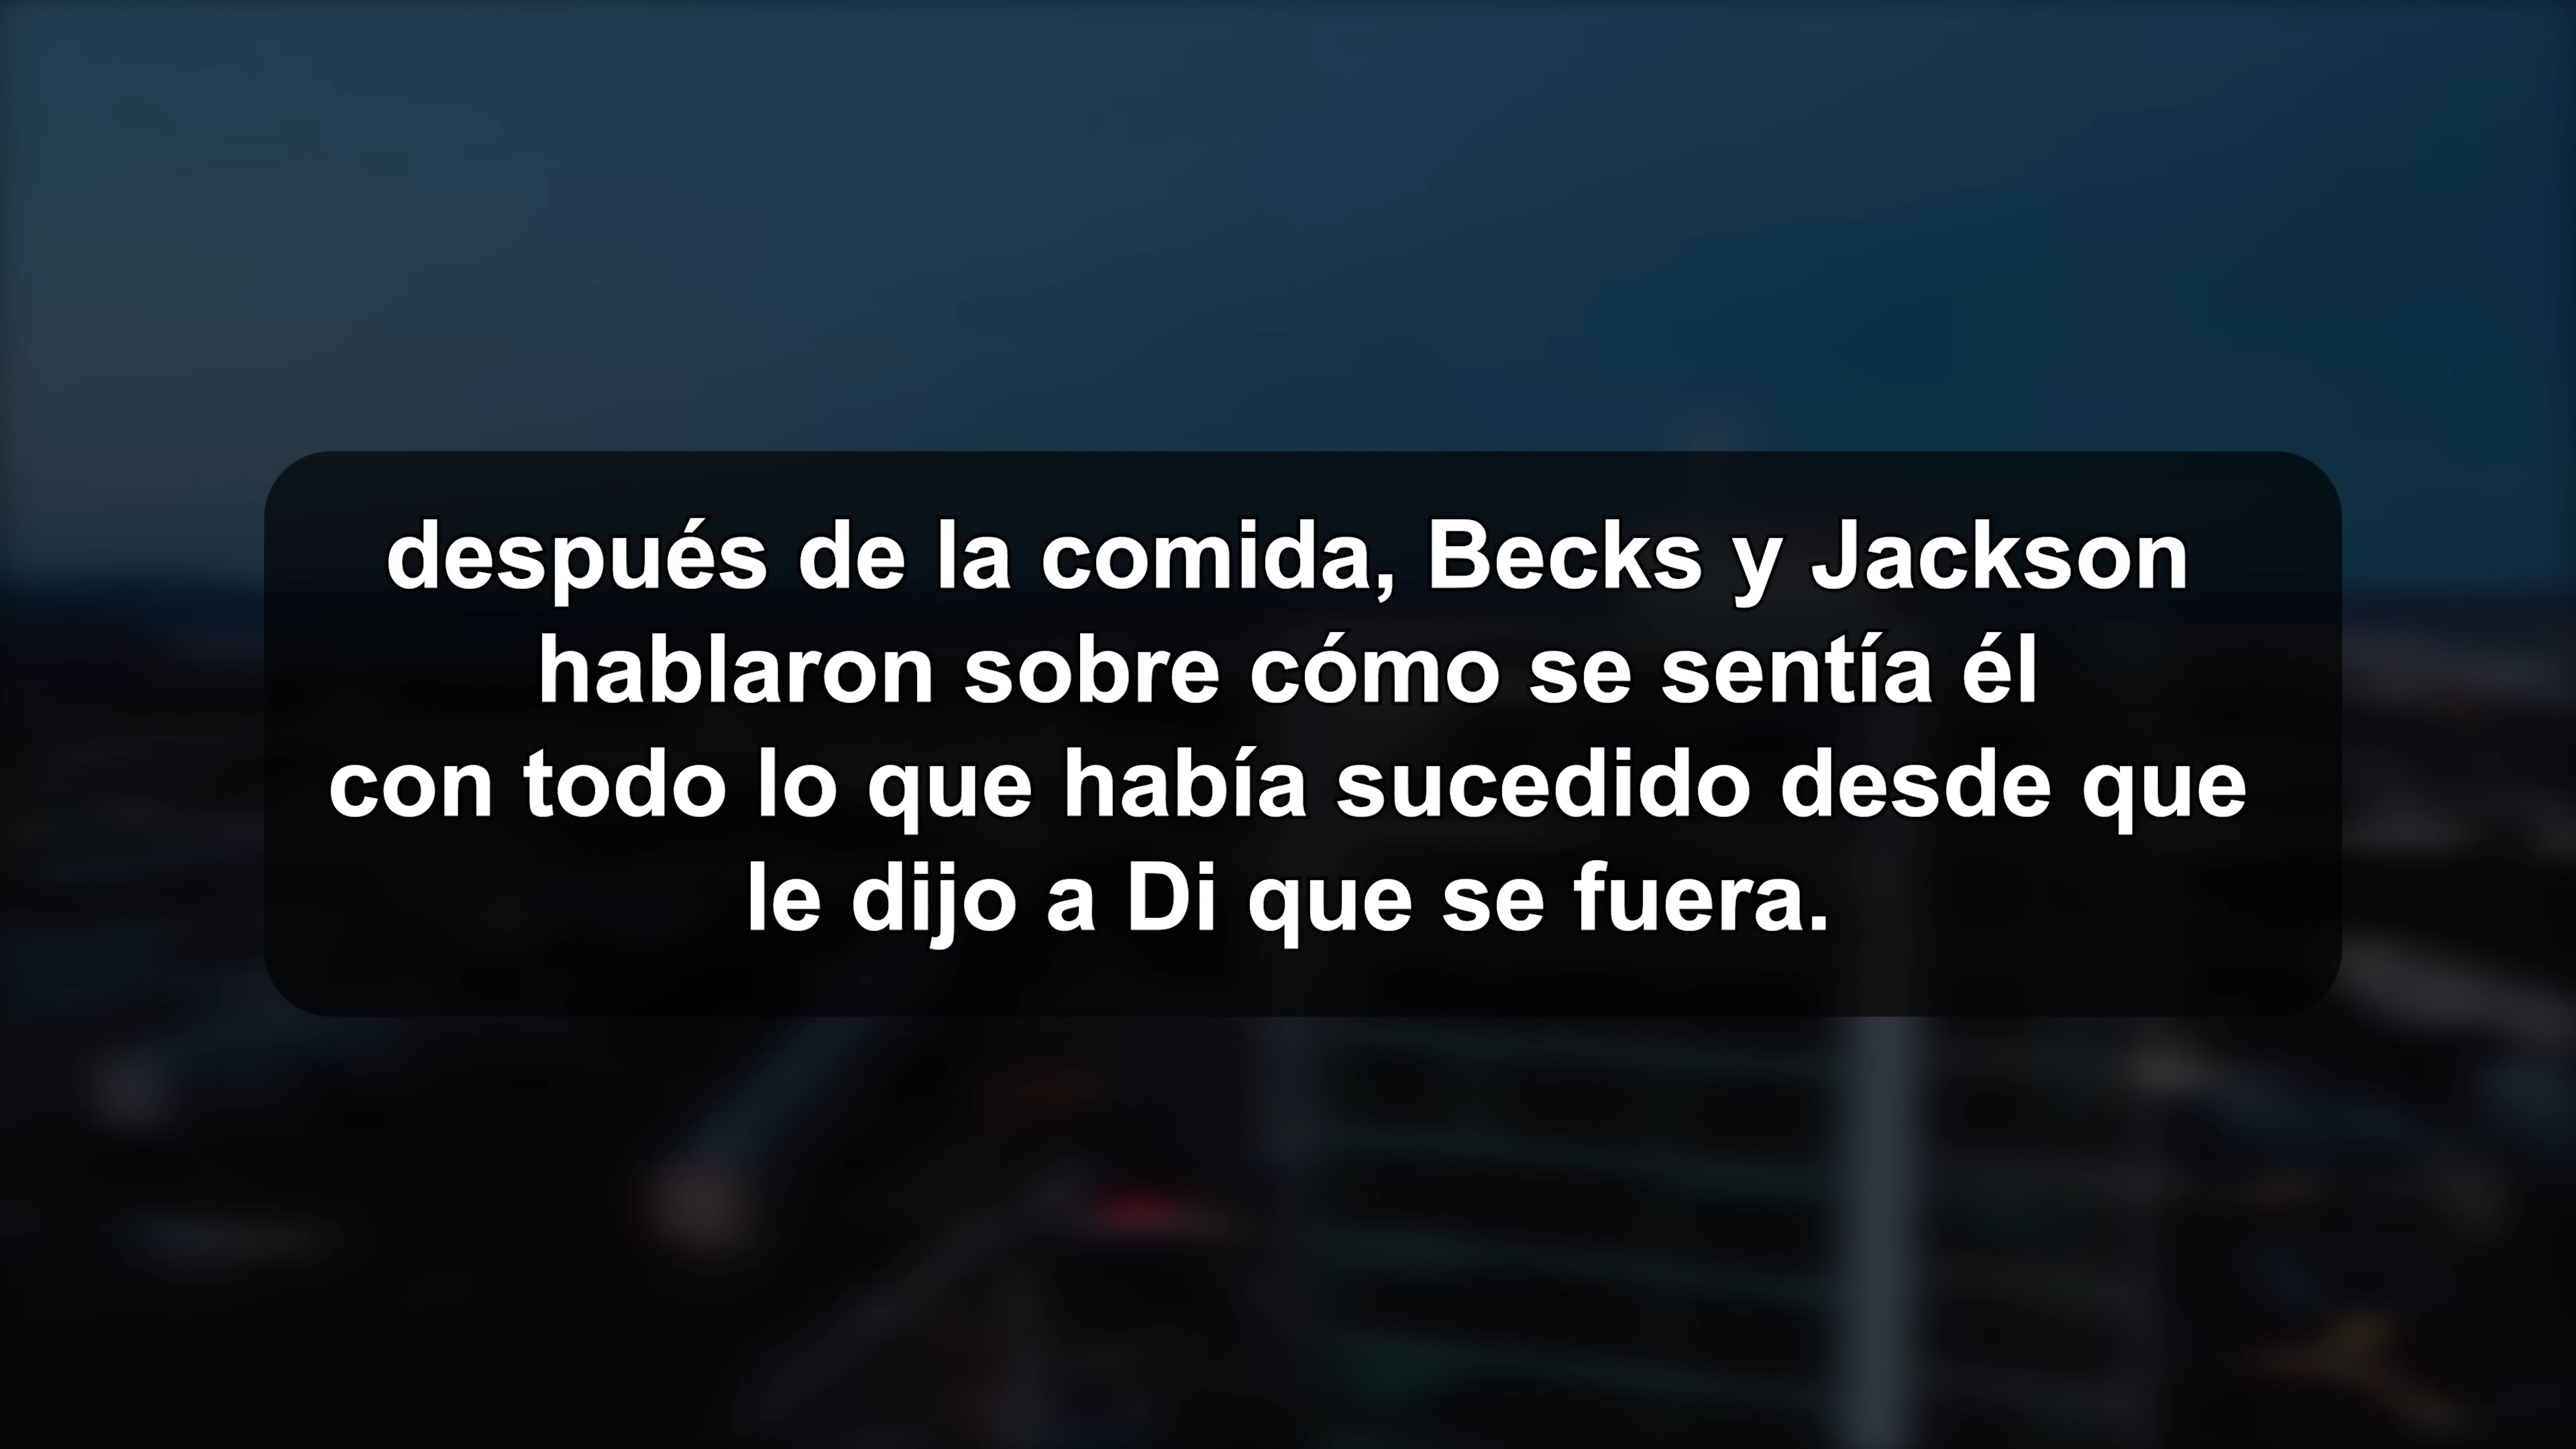 después de la comida, Becks y Jackson
hablaron sobre cómo se sentía él
con todo lo que había sucedido desde que
le dijo a Di que se fuera.